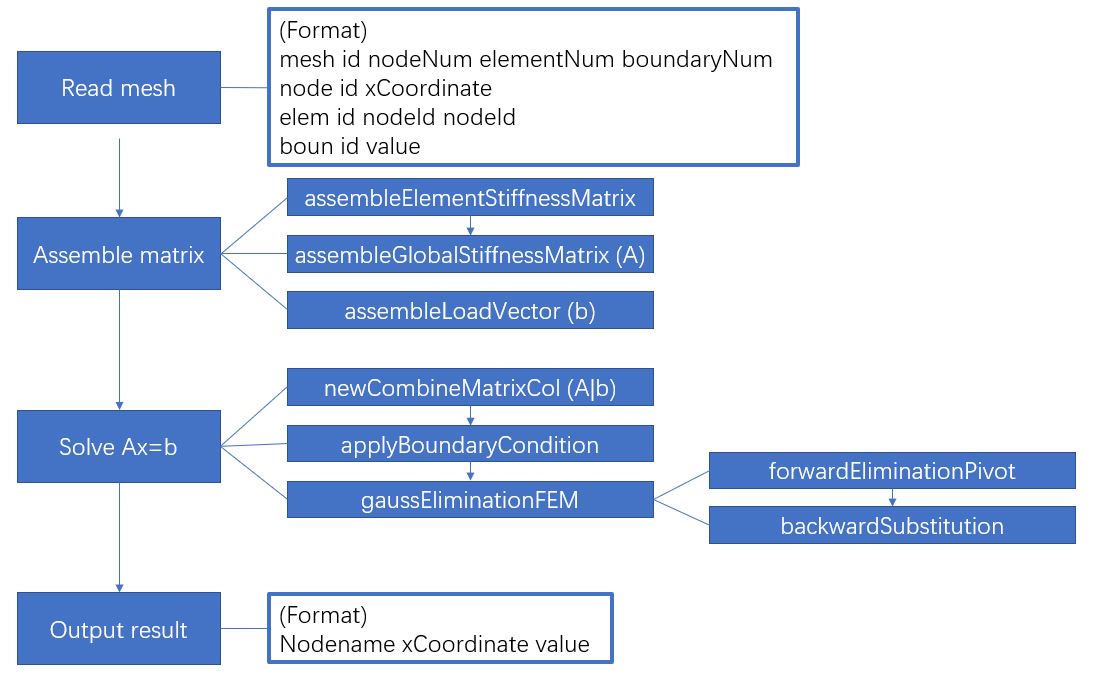 Read mesh
(Format)
mesh id nodeNum elementNum boundaryNum
node id xCoordinate
elem id nodeId nodeId
boun id value
Assemble matrix
assembleElementStiffnessMatrix
assembleGlobalStiffnessMatrix (A)
assembleLoadVector (b)
Solve Ax=b
newCombineMatrixCol (A|b)
applyBoundaryCondition
gaussEliminationFEM
forwardEliminationPivot
backwardSubstitution
Output result
(Format)
Nodename xCoordinate value